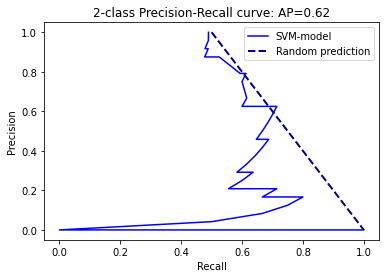 2-class Precision-Recall curve: AP=0.62
SVM-model
Random prediction
Precision
1.0
0.8
0.6
0.4
0.2
0.0
0.0 0.2 0.4 0.6 0.8 1.0
Recall